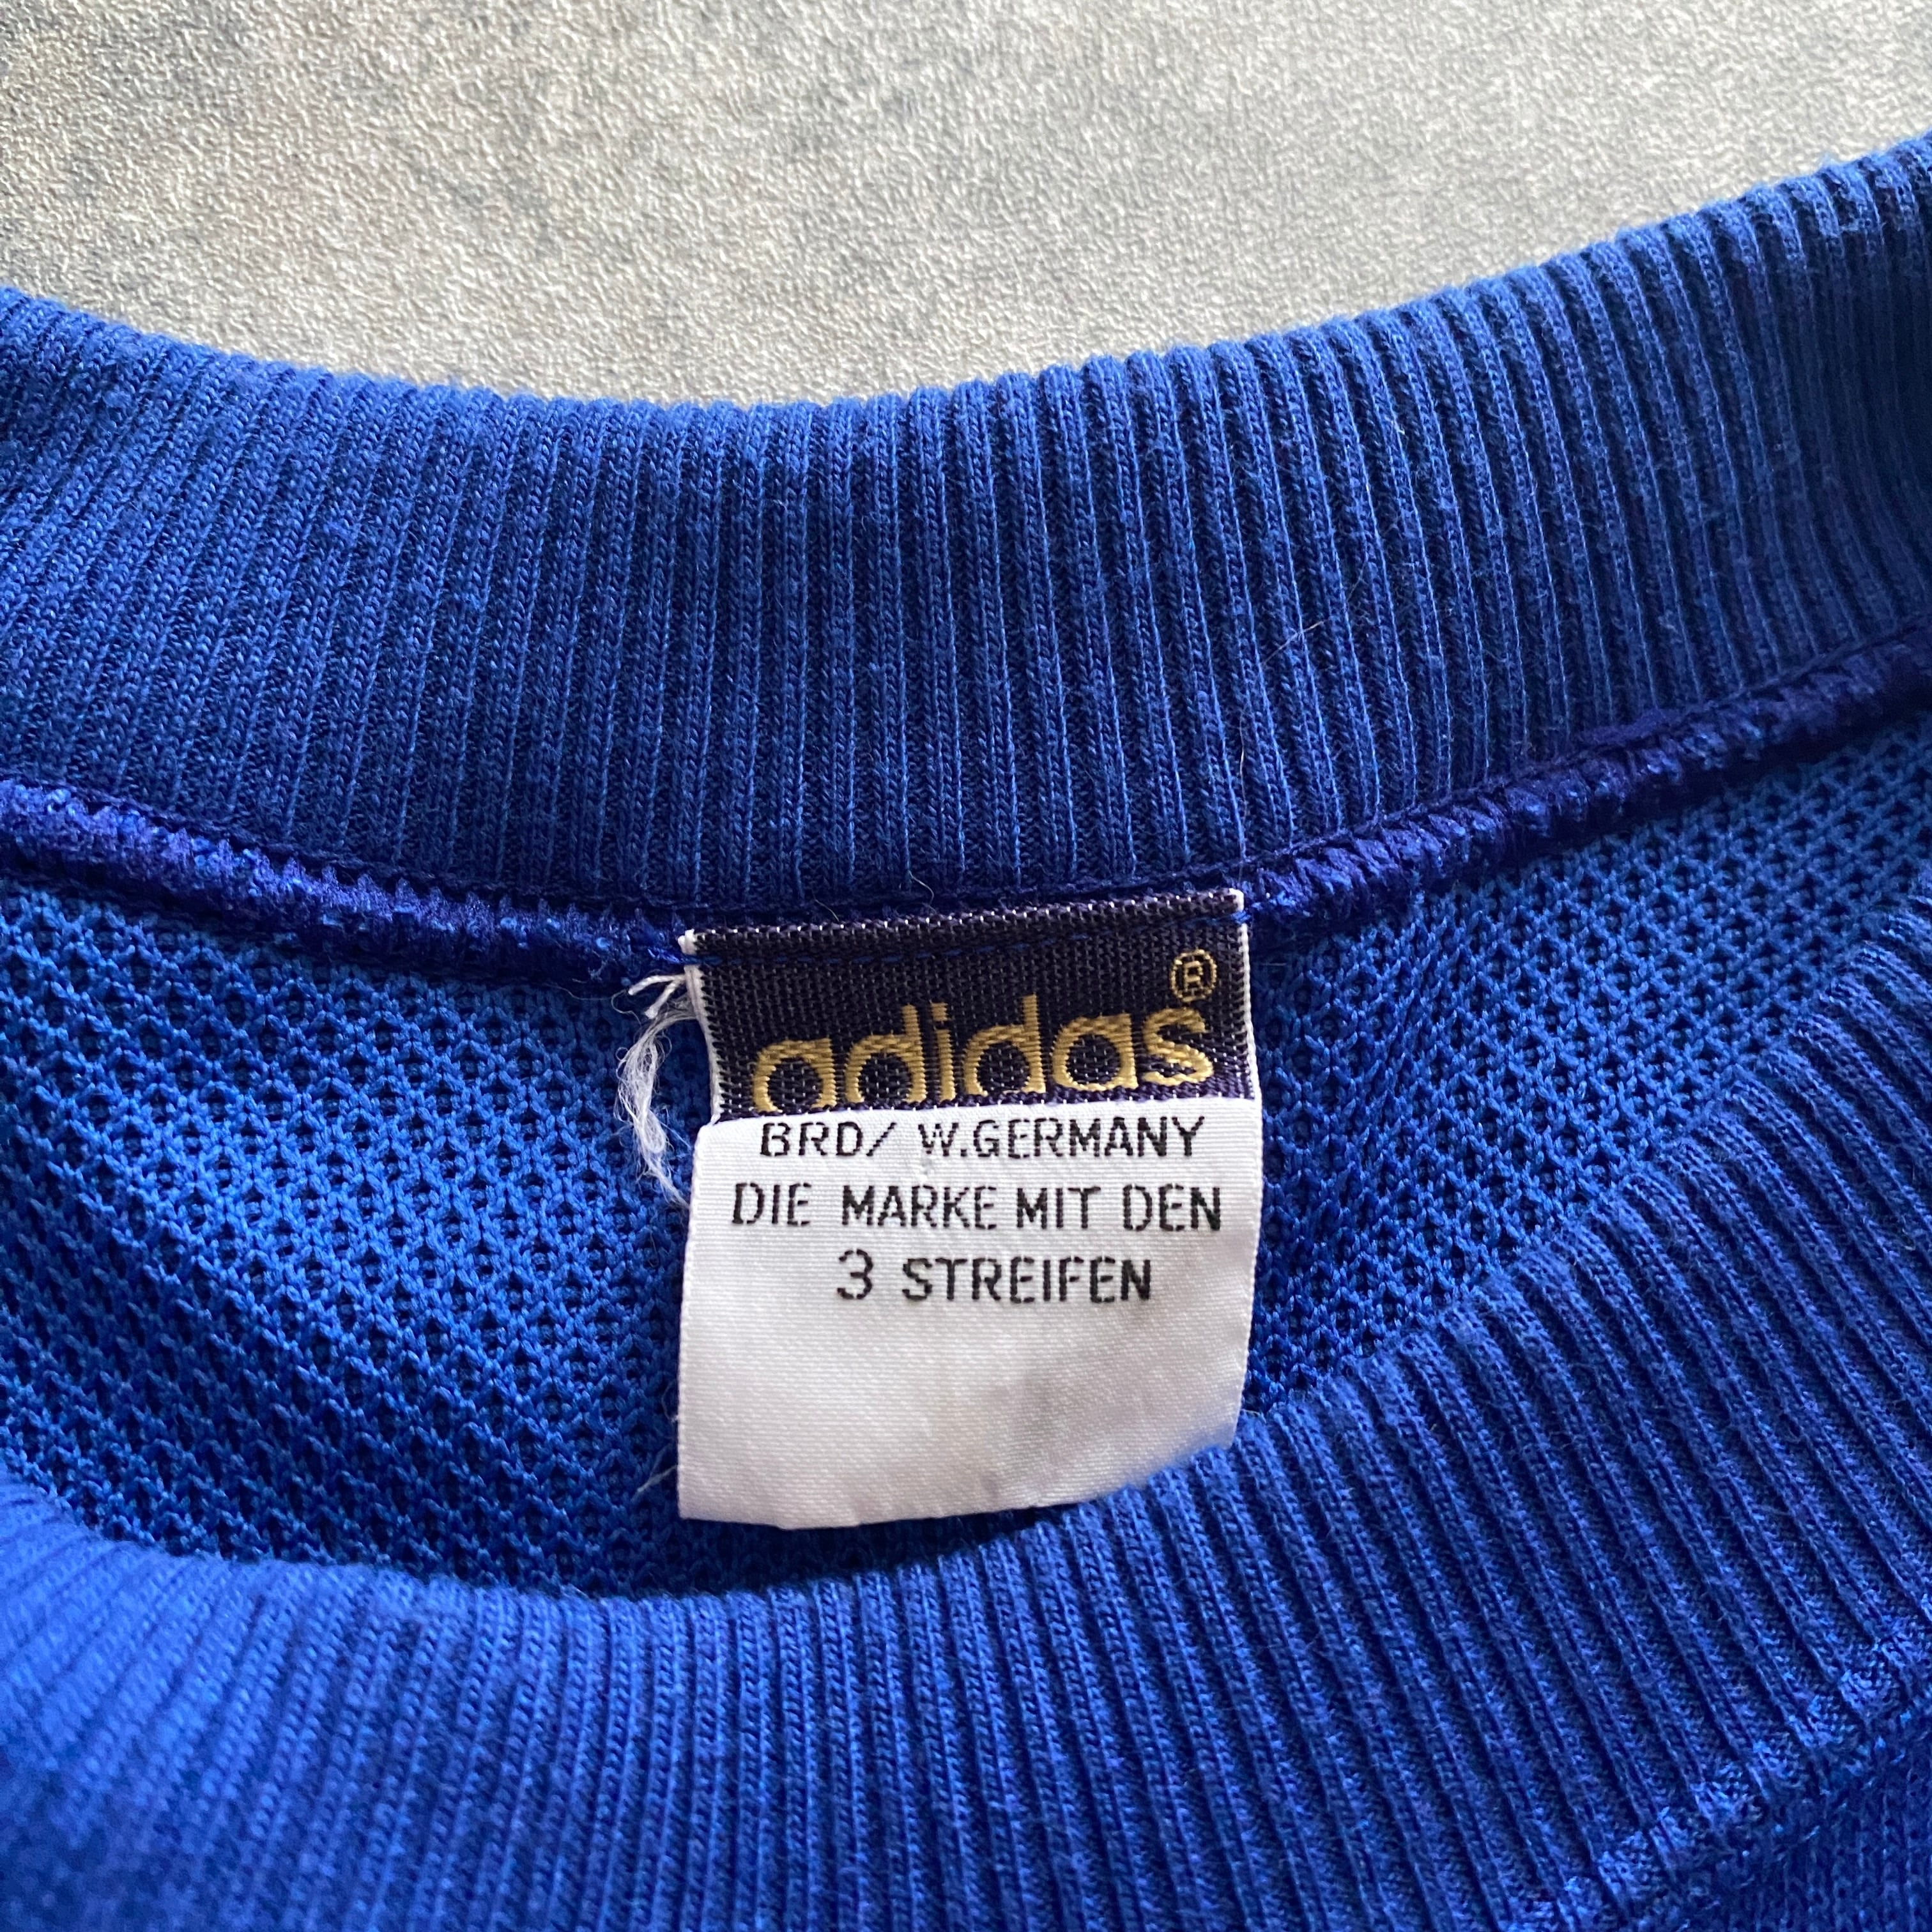 adidas ®
BRD/ W.GERMANY
DIE MARKE MIT DEN
3 STREIFEN